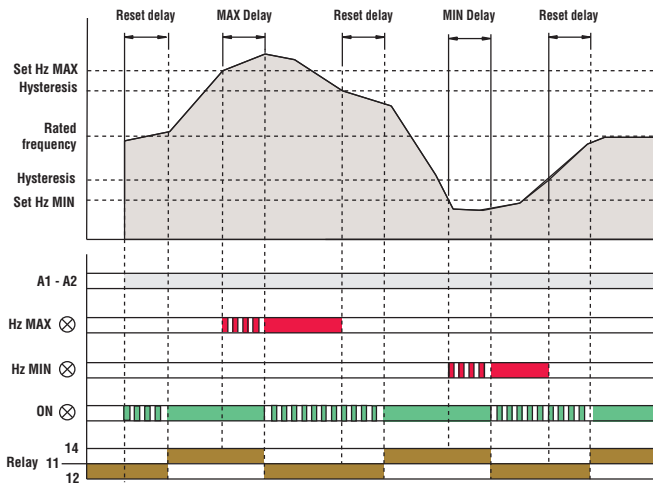 Reset delay MAX Delay Reset delay MIN Delay Reset delay
Set Hz MAX
Hysteresis
Rated
frequency
Hysteresis
Set Hz MIN
A1 - A2
Hz MAX
Hz MIN
ON
14
Relay 11
12